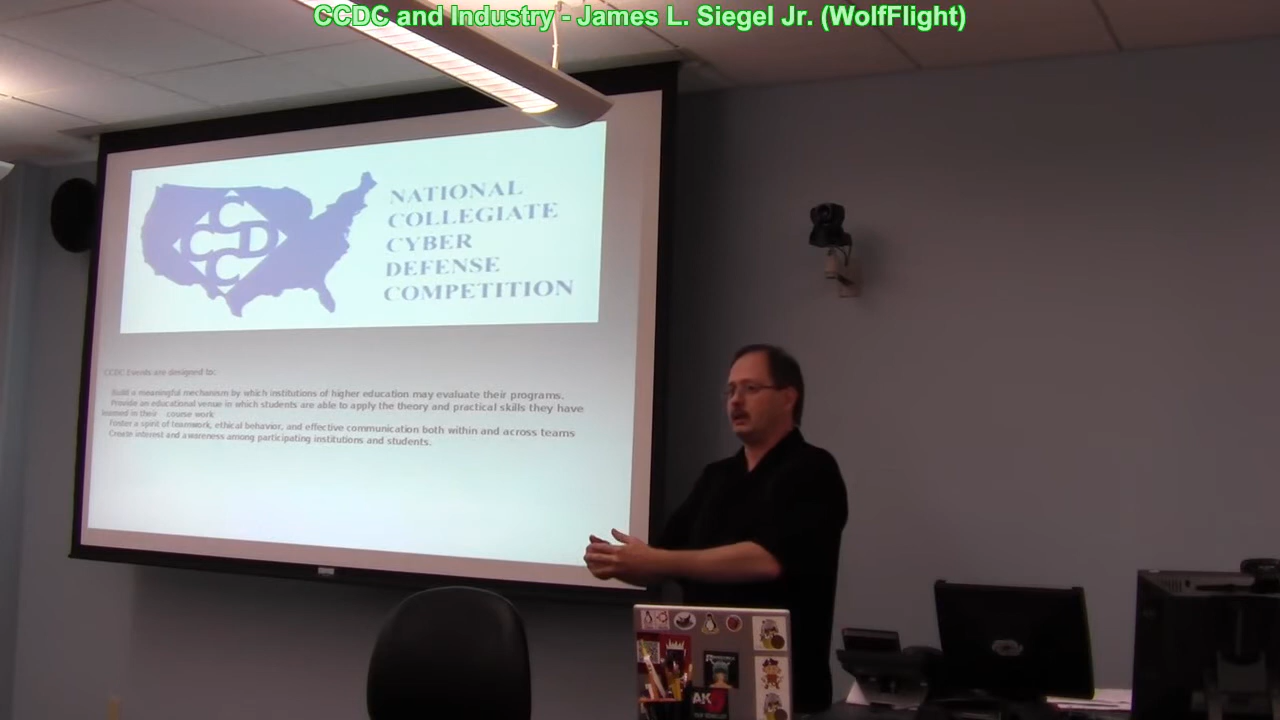 CCDC and Industry - James L. Siegel Jr. (WolfFlight)
NATIONAL
COLLEGIATE
CYBER
DEFENSE
COMPETITION
C
C D
C
CCDC Events are designed to:
Build a meaningful mechanism by which institutions of higher education may evaluate their programs.
Provide an educational venue in which students are able to apply the theory and practical skills they have
learned in their course work
Foster a spirit of teamwork, ethical behavior, and effective communication both within and across teams
Create interest and awareness among participating institutions and students.